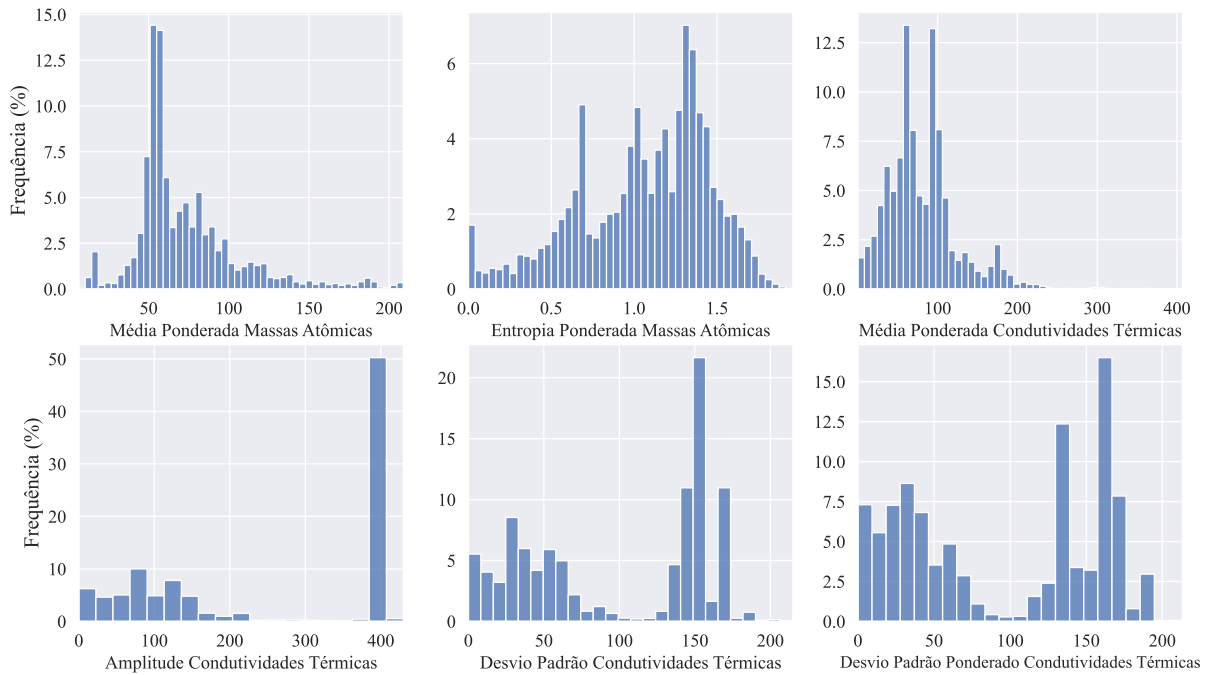 15.0
12.5
10.0
7.5
5.0
2.5
0.0
Frequência (%)
50 100 150 200
Média Ponderada Massas Atômicas
6
4
2
0
0.0 0.5 1.0 1.5
Entropia Ponderada Massas Atômicas
12.5
10.0
7.5
5.0
2.5
0.0
100 200 300 400
Média Ponderada Condutividades Térmicas
50
40
30
20
10
0
Frequência (%)
0 100 200 300 400
Amplitude Condutividades Térmicas
20
15
10
5
0
0 50 100 150 200
Desvio Padrão Condutividades Térmicas
15.0
12.5
10.0
7.5
5.0
2.5
0.0
0 50 100 150 200
Desvio Padrão Ponderado Condutividades Térmicas